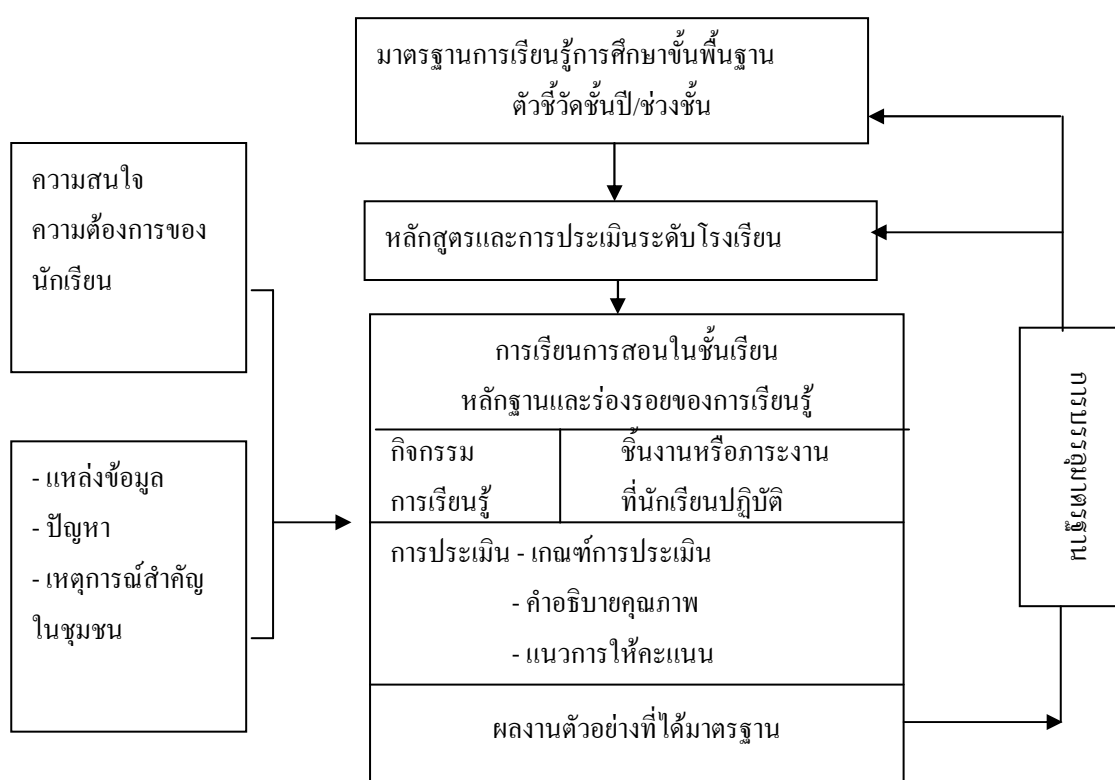 มาตรฐานการเรียนรู้การศึกษาขั้นพื้นฐาน
ตัวชี้วัดชั้นปี/ช่วงชั้น
ความสนใจ
ความต้องการของ
นักเรียน
หลักสูตรและการประเมินระดับโรงเรียน
การเรียนการสอนในชั้นเรียน
หลักฐานและร่องรอยของการเรียนรู้
กิจกรรม
การเรียนรู้
ชิ้นงานหรือภาระงาน
ที่นักเรียนปฏิบัติ
- แหล่งข้อมูล
- ปัญหา
- เหตุการณ์สำคัญ
ในชุมชน
การประเมิน - เกณฑ์การประเมิน
- คำอธิบายคุณภาพ
- แนวการให้คะแนน
ผลงานตัวอย่างที่ได้มาตรฐาน
การบรรลุมาตรฐาน